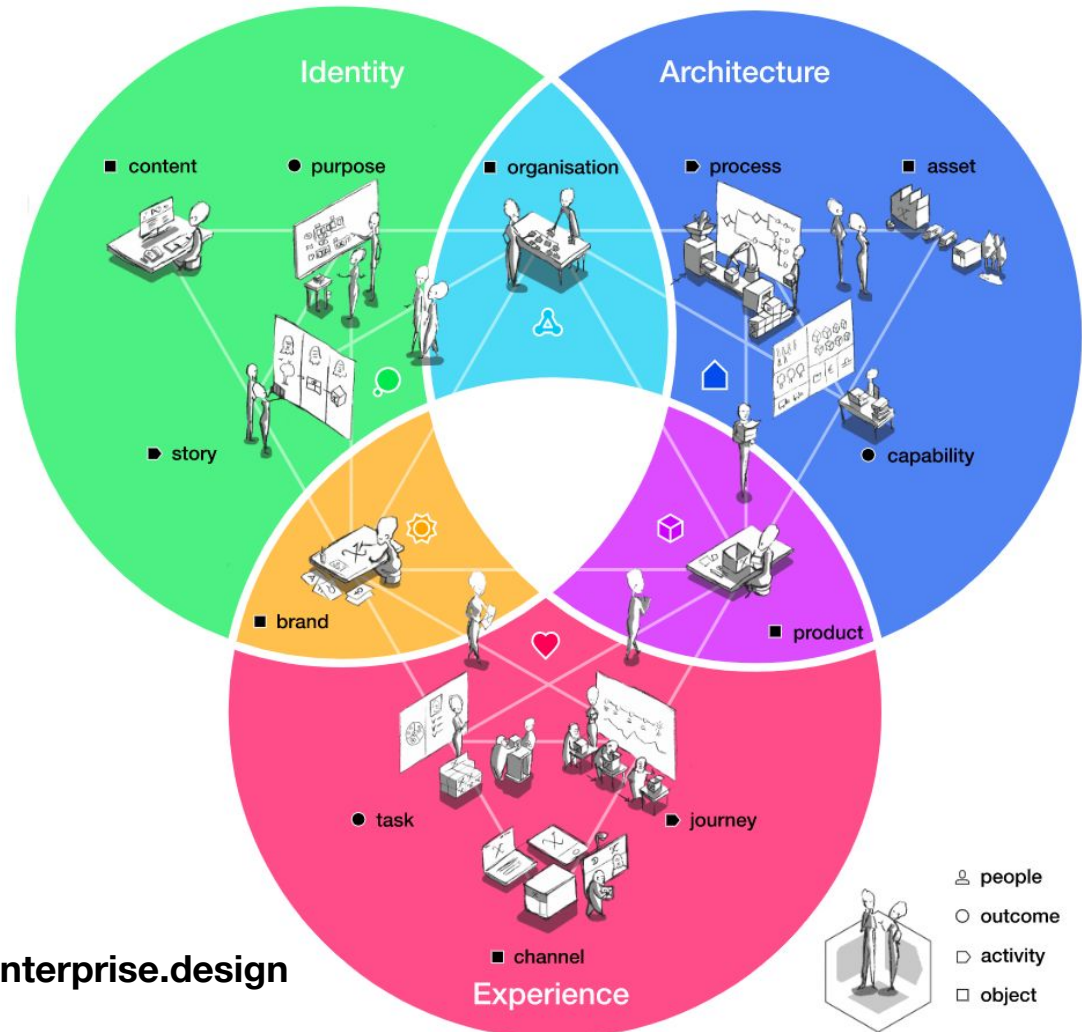 Identity
Architecture
content
purpose
organisation
process
asset
story
capability
brand
product
task
journey
channel
Experience
people
outcome
activity
object
nterprise.design